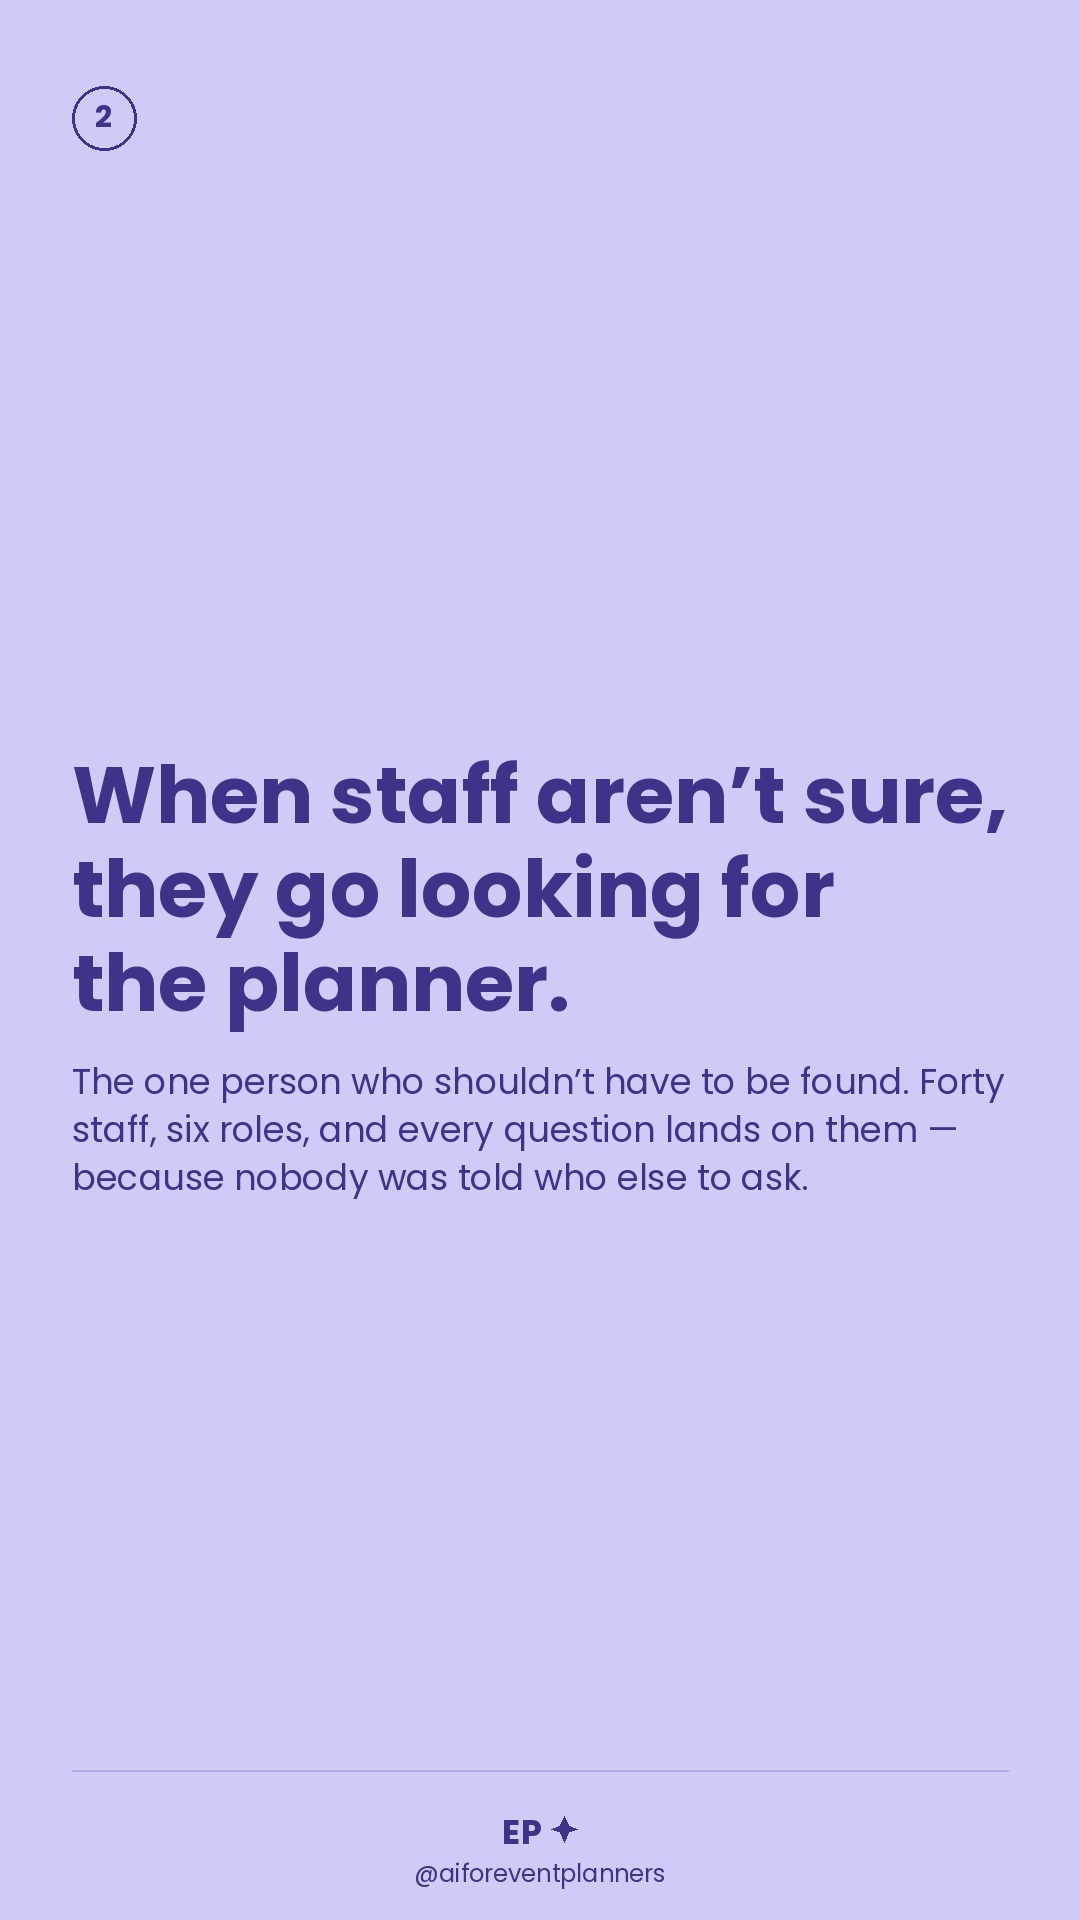 2
When staff aren’t sure,
they go looking for
the planner.
The one person who shouldn’t have to be found. Forty
staff, six roles, and every question lands on them —
because nobody was told who else to ask.
EP
@aiforeventplanners